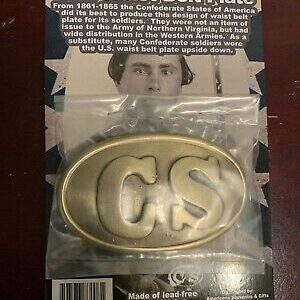 From 1861-1865 the Confederate States of America
did its best to produce this design of waist belt
plate for its soldiers. They were not an item of
issue to the Army of Northern Virginia, but had
wide distribution in the Western Armies. As a
substitute, many Confederate soldiers wore
the U.S. waist belt plate upside down.
CS
Made of lead-free
Americana Souvenirs & Gifts